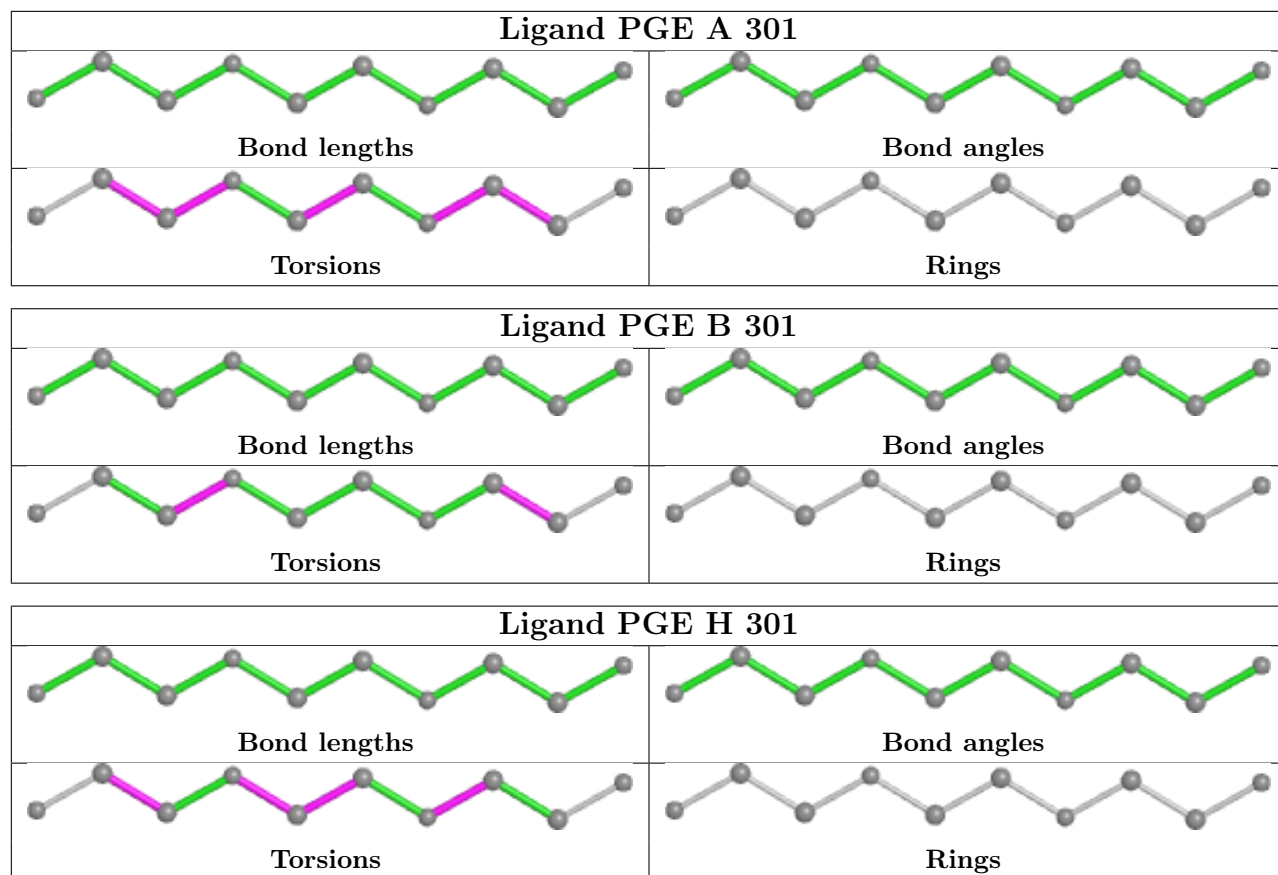 Ligand PGE A 301
Bond lengths Bond angles
Torsions Rings
Ligand PGE B 301
Bond lengths Bond angles
Torsions Rings
Ligand PGE H 301
Bond lengths Bond angles
Torsions Rings